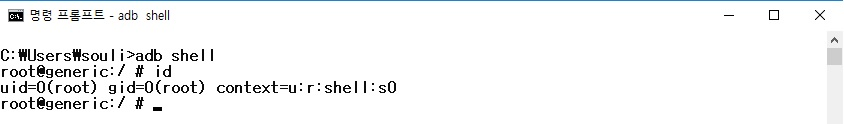 명령 프롬프트 - adb shell
C:\Users\souli>adb shell
root@generic:/ # id
uid=0(root) gid=0(root) context=u:r:shell:s0
root@generic:/ #